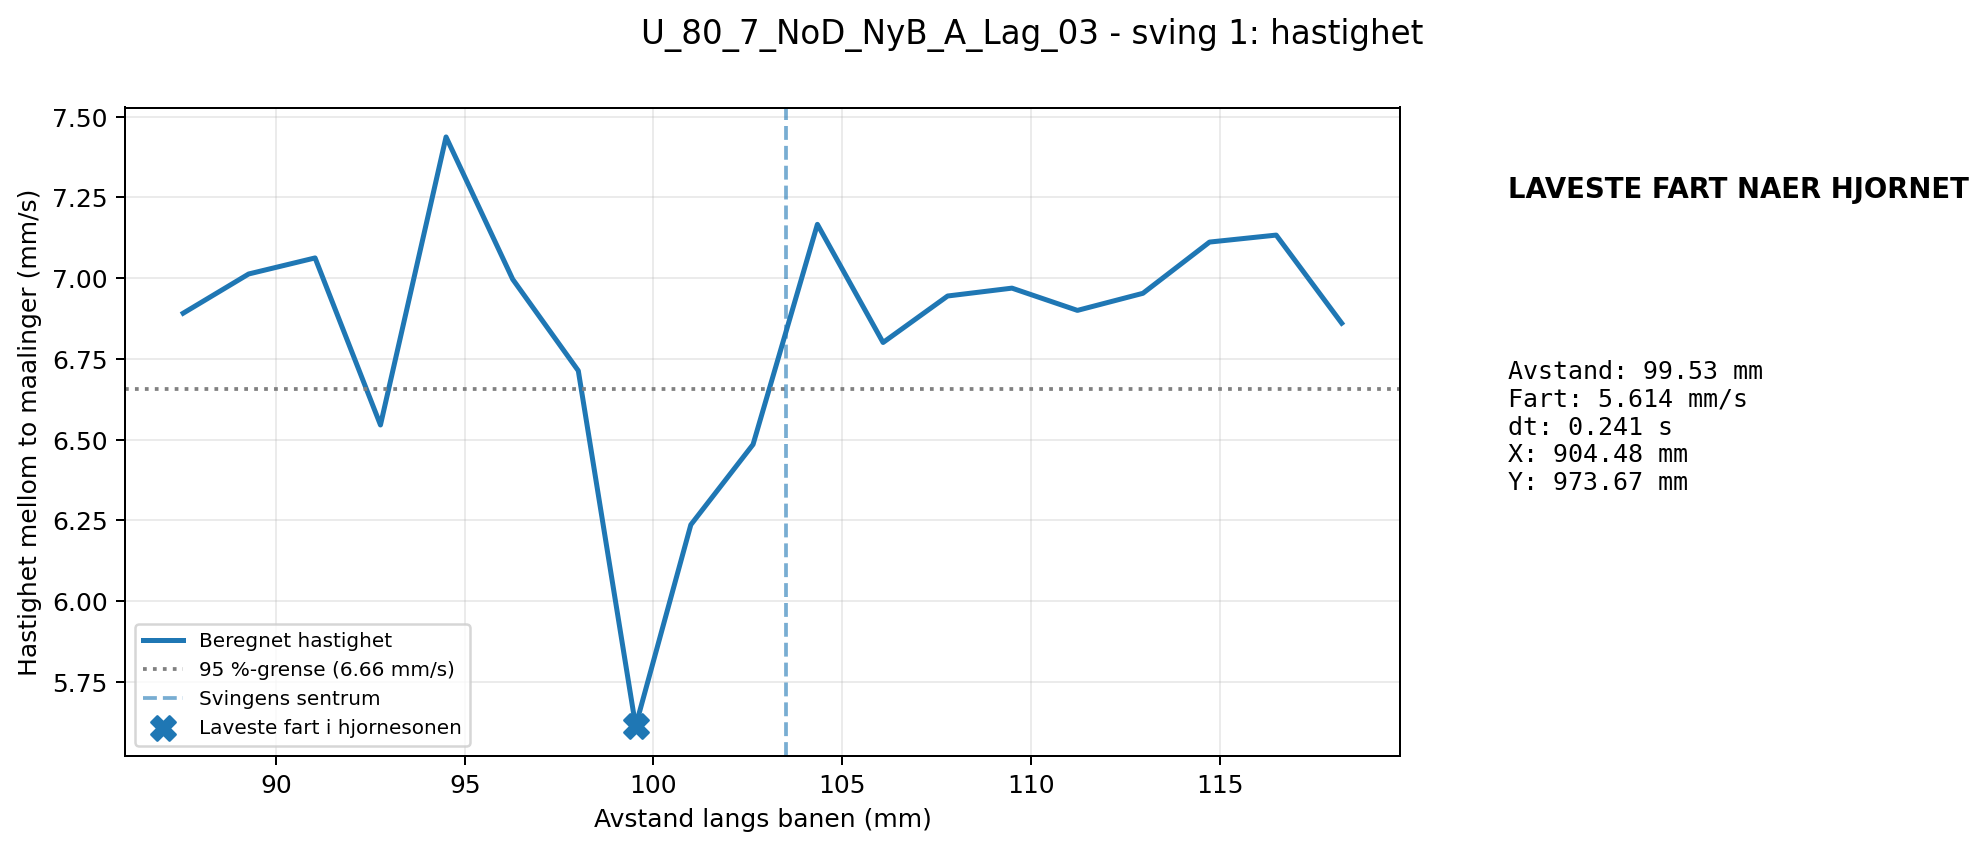 U_80_7_NoD_NyB_A_Lag_03 - sving 1: hastighet
Hastighet mellom to maalinger (mm/s)
7.50
7.25
7.00
6.75
6.50
6.25
6.00
5.75
Beregnet hastighet
95 %-grense (6.66 mm/s)
Svingens sentrum
Laveste fart i hjornesonen
90
95
100
105
110
115
Avstand langs banen (mm)
LAVESTE FART NAER HJORNET
Avstand: 99.53 mm
Fart: 5.614 mm/s
dt: 0.241 s
X: 904.48 mm
Y: 973.67 mm